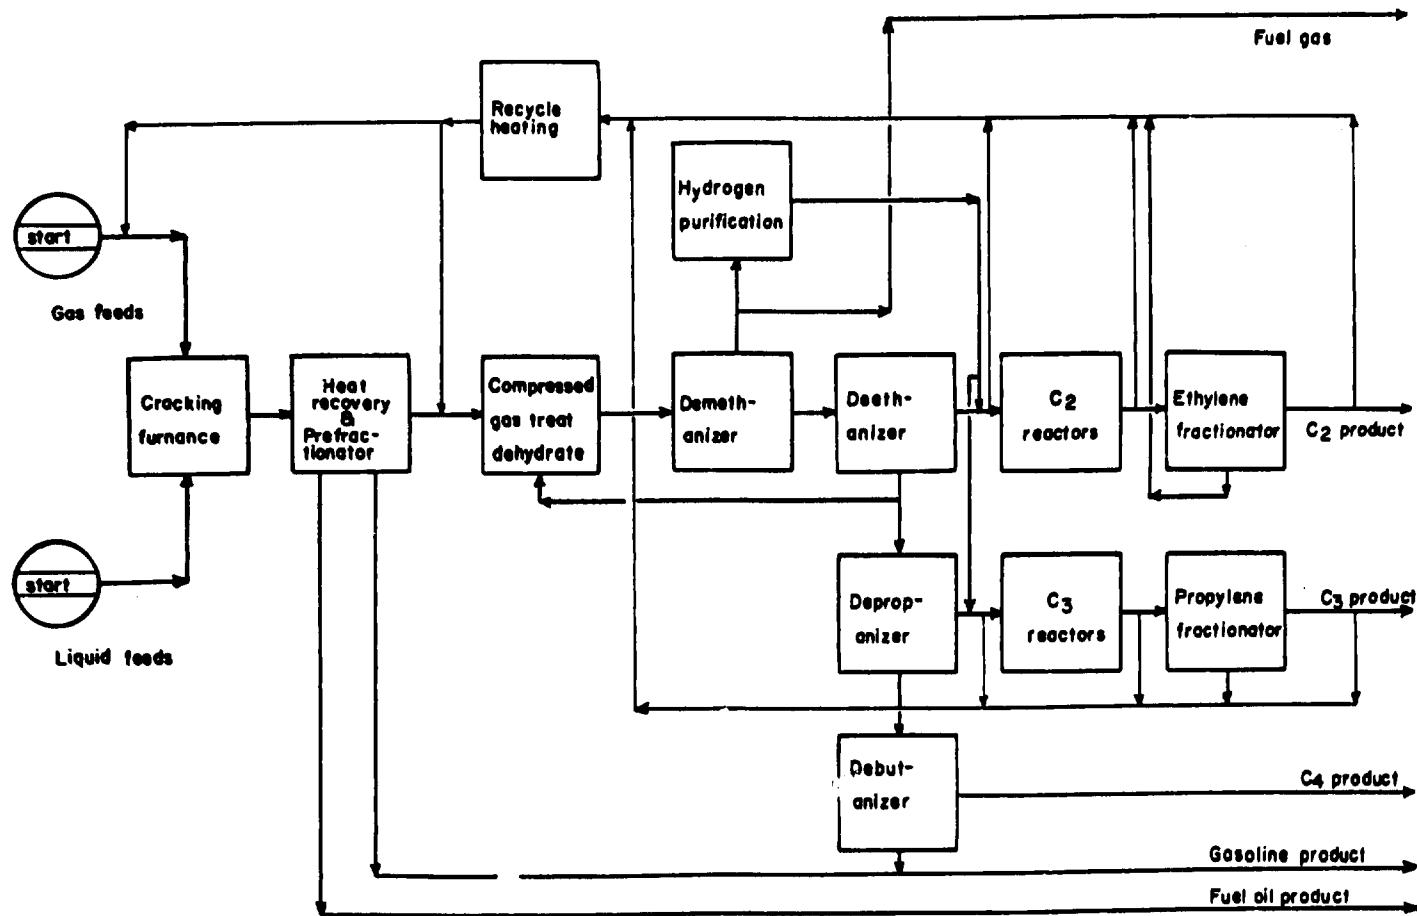 Fuel gas
Recycle
heating
Hydrogen
purification
start
Gas feeds
Cracking
furnance
Heat
recovery
&
Prefrac-
tionator
Compressed
gas treat
dehydrate
Demeth-
anizer
Deeth-
anizer
C2
reactors
Ethylene
fractionator
C2 product
start
Liquid feeds
Deprop-
anizer
C3
reactors
Propylene
fractionator
C3 product
Debut-
anizer
C4 product
Gasoline product
Fuel oil product